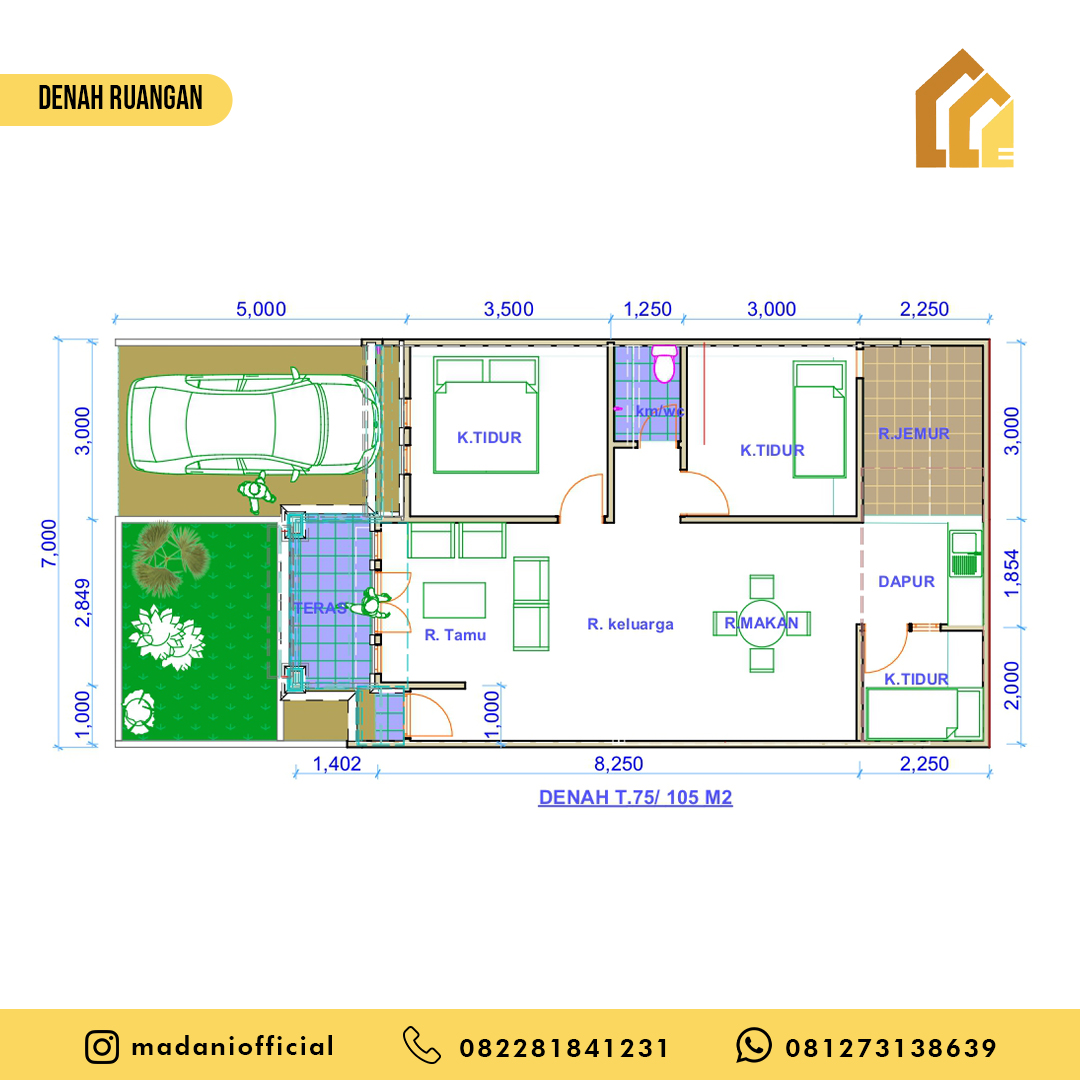 DENAH RUANGAN
5,000 3,500 1,250 3,000 2,250
7,000
3,000
2,849
1,000
3,000
1,854
2,000
K.TIDUR
km/wc
K.TIDUR
R.JEMUR
TERAS
R. Tamu
R. keluarga
R.MAKAN
DAPUR
K.TIDUR
1,000
1,402 8,250 2,250
DENAH T.75/ 105 M2
madaniofficial 082281841231 081273138639